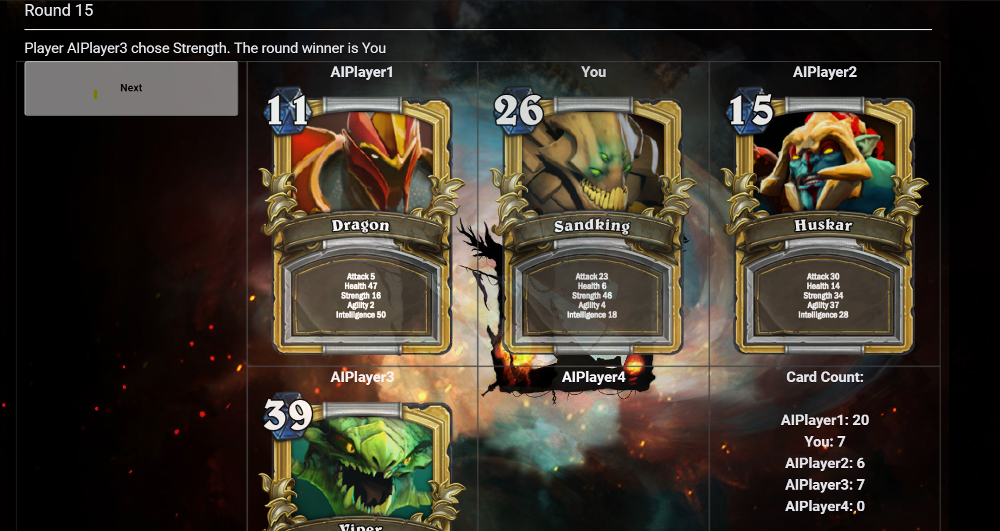 Round 15
Player AIPlayer3 chose Strength. The round winner is You
Next
AIPlayer1
11
Dragon
Attack 5
Health 47
Strength 16
Agility 2
Intelligence 50
You
26
Sandking
Attack 23
Health 6
Strength 46
Agility 4
Intelligence 18
AIPlayer2
15
Huskar
Attack 30
Health 14
Strength 34
Agility 37
Intelligence 28
AIPlayer3
39
Viper
AIPlayer4
Card Count:
AIPlayer1: 20
You: 7
AIPlayer2: 6
AIPlayer3: 7
AIPlayer4: 0